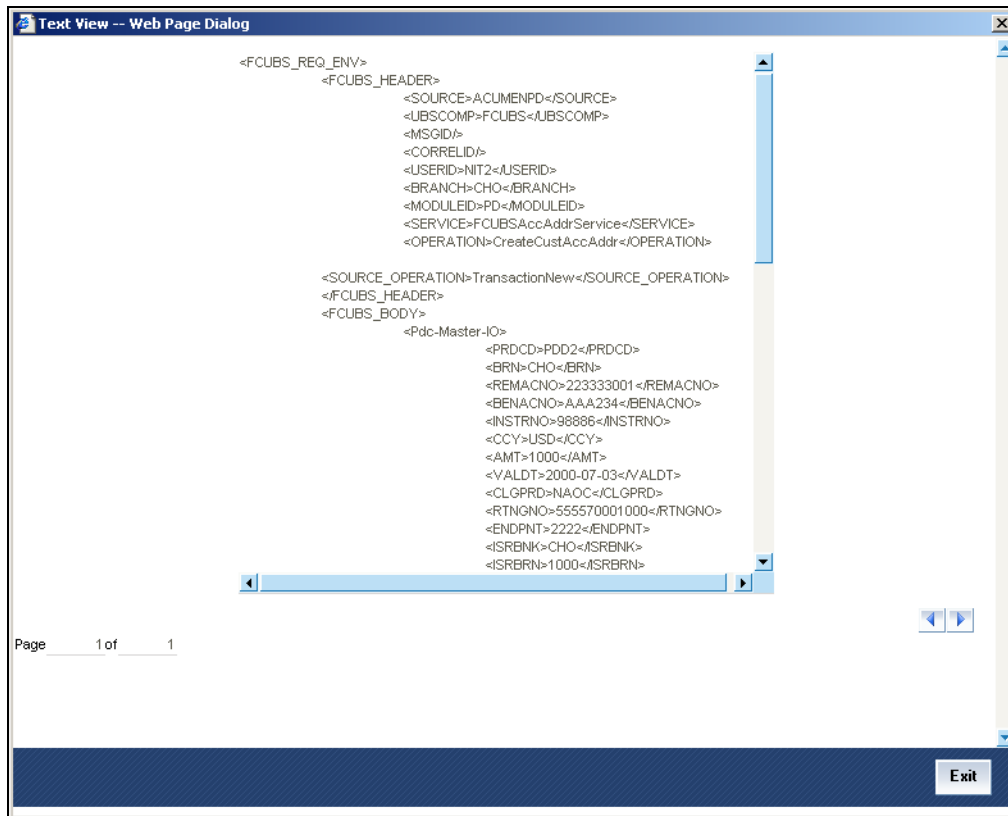 Text View -- Web Page Dialog
<FCUBS_REQ_ENV>
<FCUBS_HEADER>
<SOURCE>ACUMENPD</SOURCE>
<UBSCOMP>FCUBS</UBSCOMP>
<MSGID/>
<CORRELID/>
<USERID>NIT2</USERID>
<BRANCH>CHO</BRANCH>
<MODULEID>PD</MODULEID>
<SERVICE>FCUBSAccAddrService</SERVICE>
<OPERATION>CreateCustAccAddr</OPERATION>
<SOURCE_OPERATION>TransactionNew</SOURCE_OPERATION>
</FCUBS_HEADER>
<FCUBS_BODY>
<Pdc-Master-IO>
<PRDCD>PDD2</PRDCD>
<BRN>CHO</BRN>
<REMACNO>223333001</REMACNO>
<BENACNO>AAA234</BENACNO>
<INSTRNO>98886</INSTRNO>
<CCY>USD</CCY>
<AMT>1000</AMT>
<VALDT>2000-07-03</VALDT>
<CLGPRD>NAOC</CLGPRD>
<RTNGNO>555570001000</RTNGNO>
<ENDPNT>2222</ENDPNT>
<ISRBNK>CHO</ISRBNK>
<ISRBRN>1000</ISRBRN>
Page 1 of 1
Exit